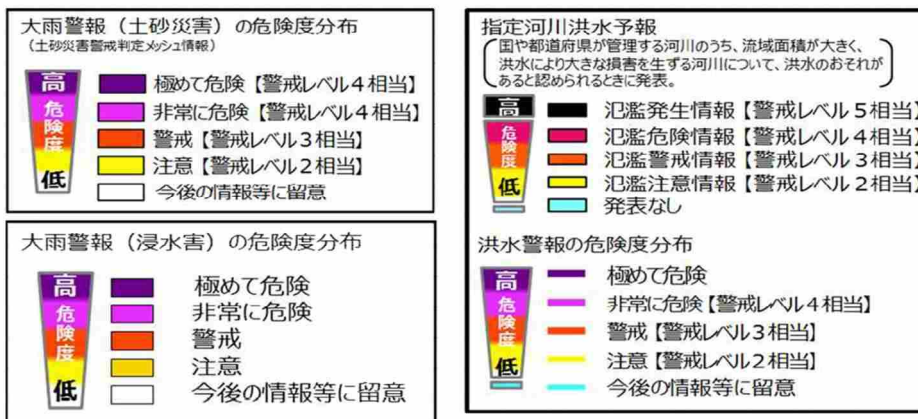 大雨警報（土砂災害）の危険度分布
（土砂災害警戒判定メッシュ情報）
高
危険度
低
極めて危険【警戒レベル4相当】
非常に危険【警戒レベル4相当】
警戒【警戒レベル3相当】
注意【警戒レベル2相当】
今後の情報等に留意
大雨警報（浸水害）の危険度分布
高
危険度
低
極めて危険
非常に危険
警戒
注意
今後の情報等に留意
指定河川洪水予報
国や都道府県が管理する河川のうち、流域面積が大きく、
洪水により大きな損害を生ずる河川について、洪水のおそれが
あると認められるときに発表。
高
危険度
低
氾濫発生情報【警戒レベル5相当】
氾濫危険情報【警戒レベル4相当】
氾濫警戒情報【警戒レベル3相当】
氾濫注意情報【警戒レベル2相当】
発表なし
洪水警報の危険度分布
高
危険度
低
極めて危険
非常に危険【警戒レベル4相当】
警戒【警戒レベル3相当】
注意【警戒レベル2相当】
今後の情報等に留意